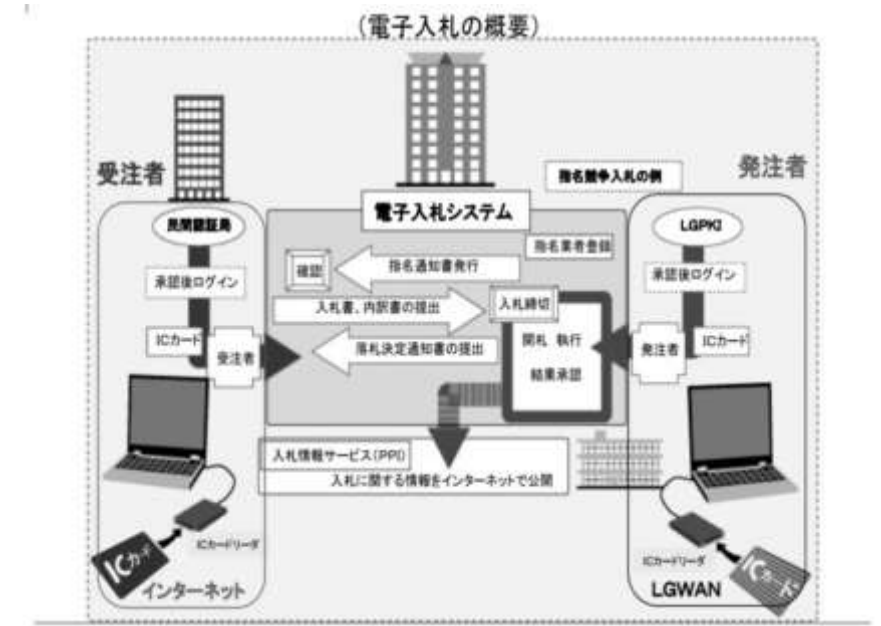 (電子入札の概要)
受注者
発注者
指名競争入札の例
電子入札システム
民間認証局
LGPKI
指名業者登録
確認
指名通知書発行
承認後ログイン
承認後ログイン
入札書、内訳書の提出
入札締切
ICカード
受注者
落札決定通知書の提出
開札 執行
結果承認
発注者
ICカード
入札情報サービス(PPI)
入札に関する情報をインターネットで公開
ICカードリーダ
ICカード
インターネット
ICカードリーダ
ICカード
LGWAN